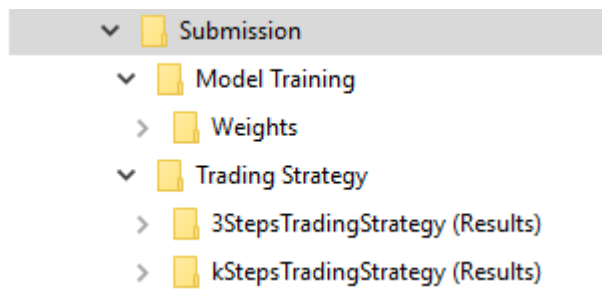 Submission
Model Training
Weights
Trading Strategy
3StepsTradingStrategy (Results)
kStepsTradingStrategy (Results)